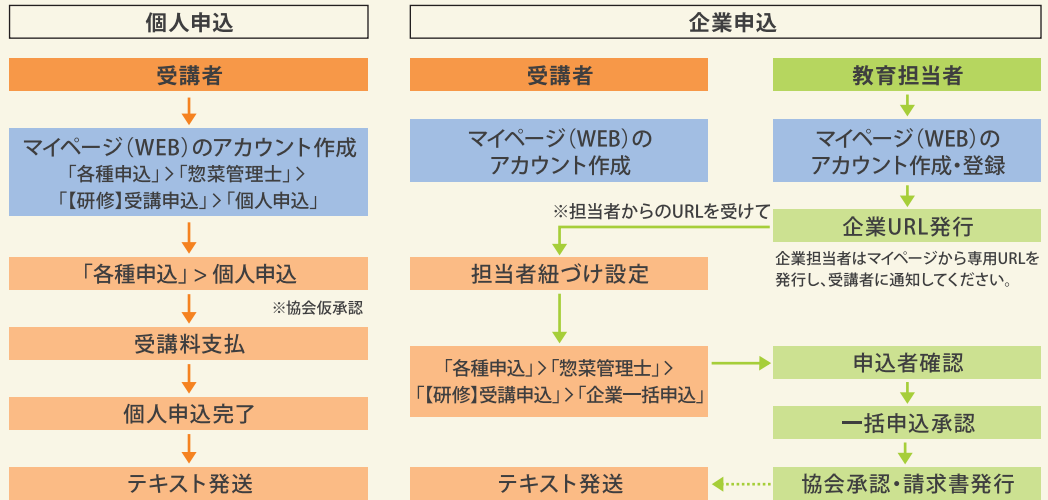 個人申込
受講者
マイページ（WEB）のアカウント作成
「各種申込」>「惣菜管理士」>
「【研修】受講申込」>「個人申込」
「各種申込」> 個人申込
※協会仮承認
受講料支払
個人申込完了
テキスト発送
企業申込
受講者
教育担当者
マイページ（WEB）の
アカウント作成
マイページ（WEB）の
アカウント作成・登録
※担当者からのURLを受けて
企業URL発行
企業担当者はマイページから専用URLを
発行し、受講者に通知してください。
担当者紐づけ設定
「各種申込」>「惣菜管理士」>
「【研修】受講申込」>「企業一括申込」
申込者確認
一括申込承認
協会承認・請求書発行
テキスト発送